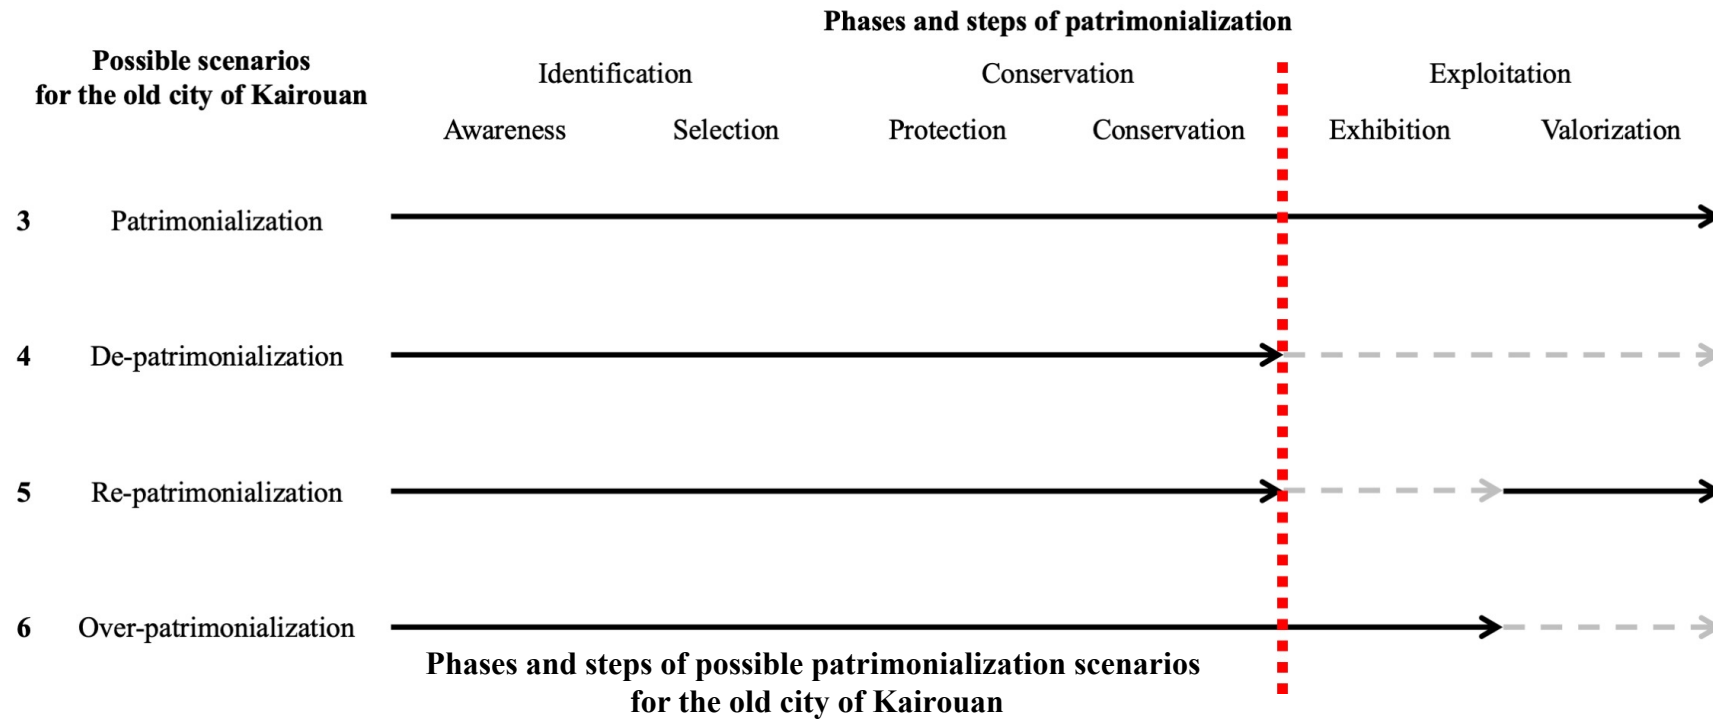 Phases and steps of patrimonialization
Possible scenarios
for the old city of Kairouan
Identification Conservation Exploitation
Awareness Selection Protection Conservation Exhibition Valorization
3 Patrimonialization
4 De-patrimonialization
5 Re-patrimonialization
6 Over-patrimonialization
Phases and steps of possible patrimonialization scenarios
for the old city of Kairouan